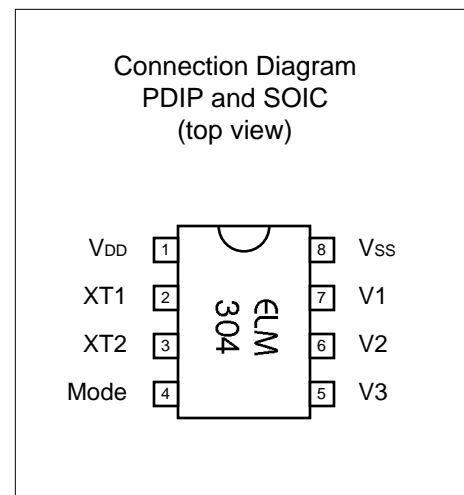 Connection Diagram
PDIP and SOIC
(top view)
VDD 1 8 VSS
XT1 2 7 V1
XT2 3 6 V2
Mode 4 5 V3
ELM
304